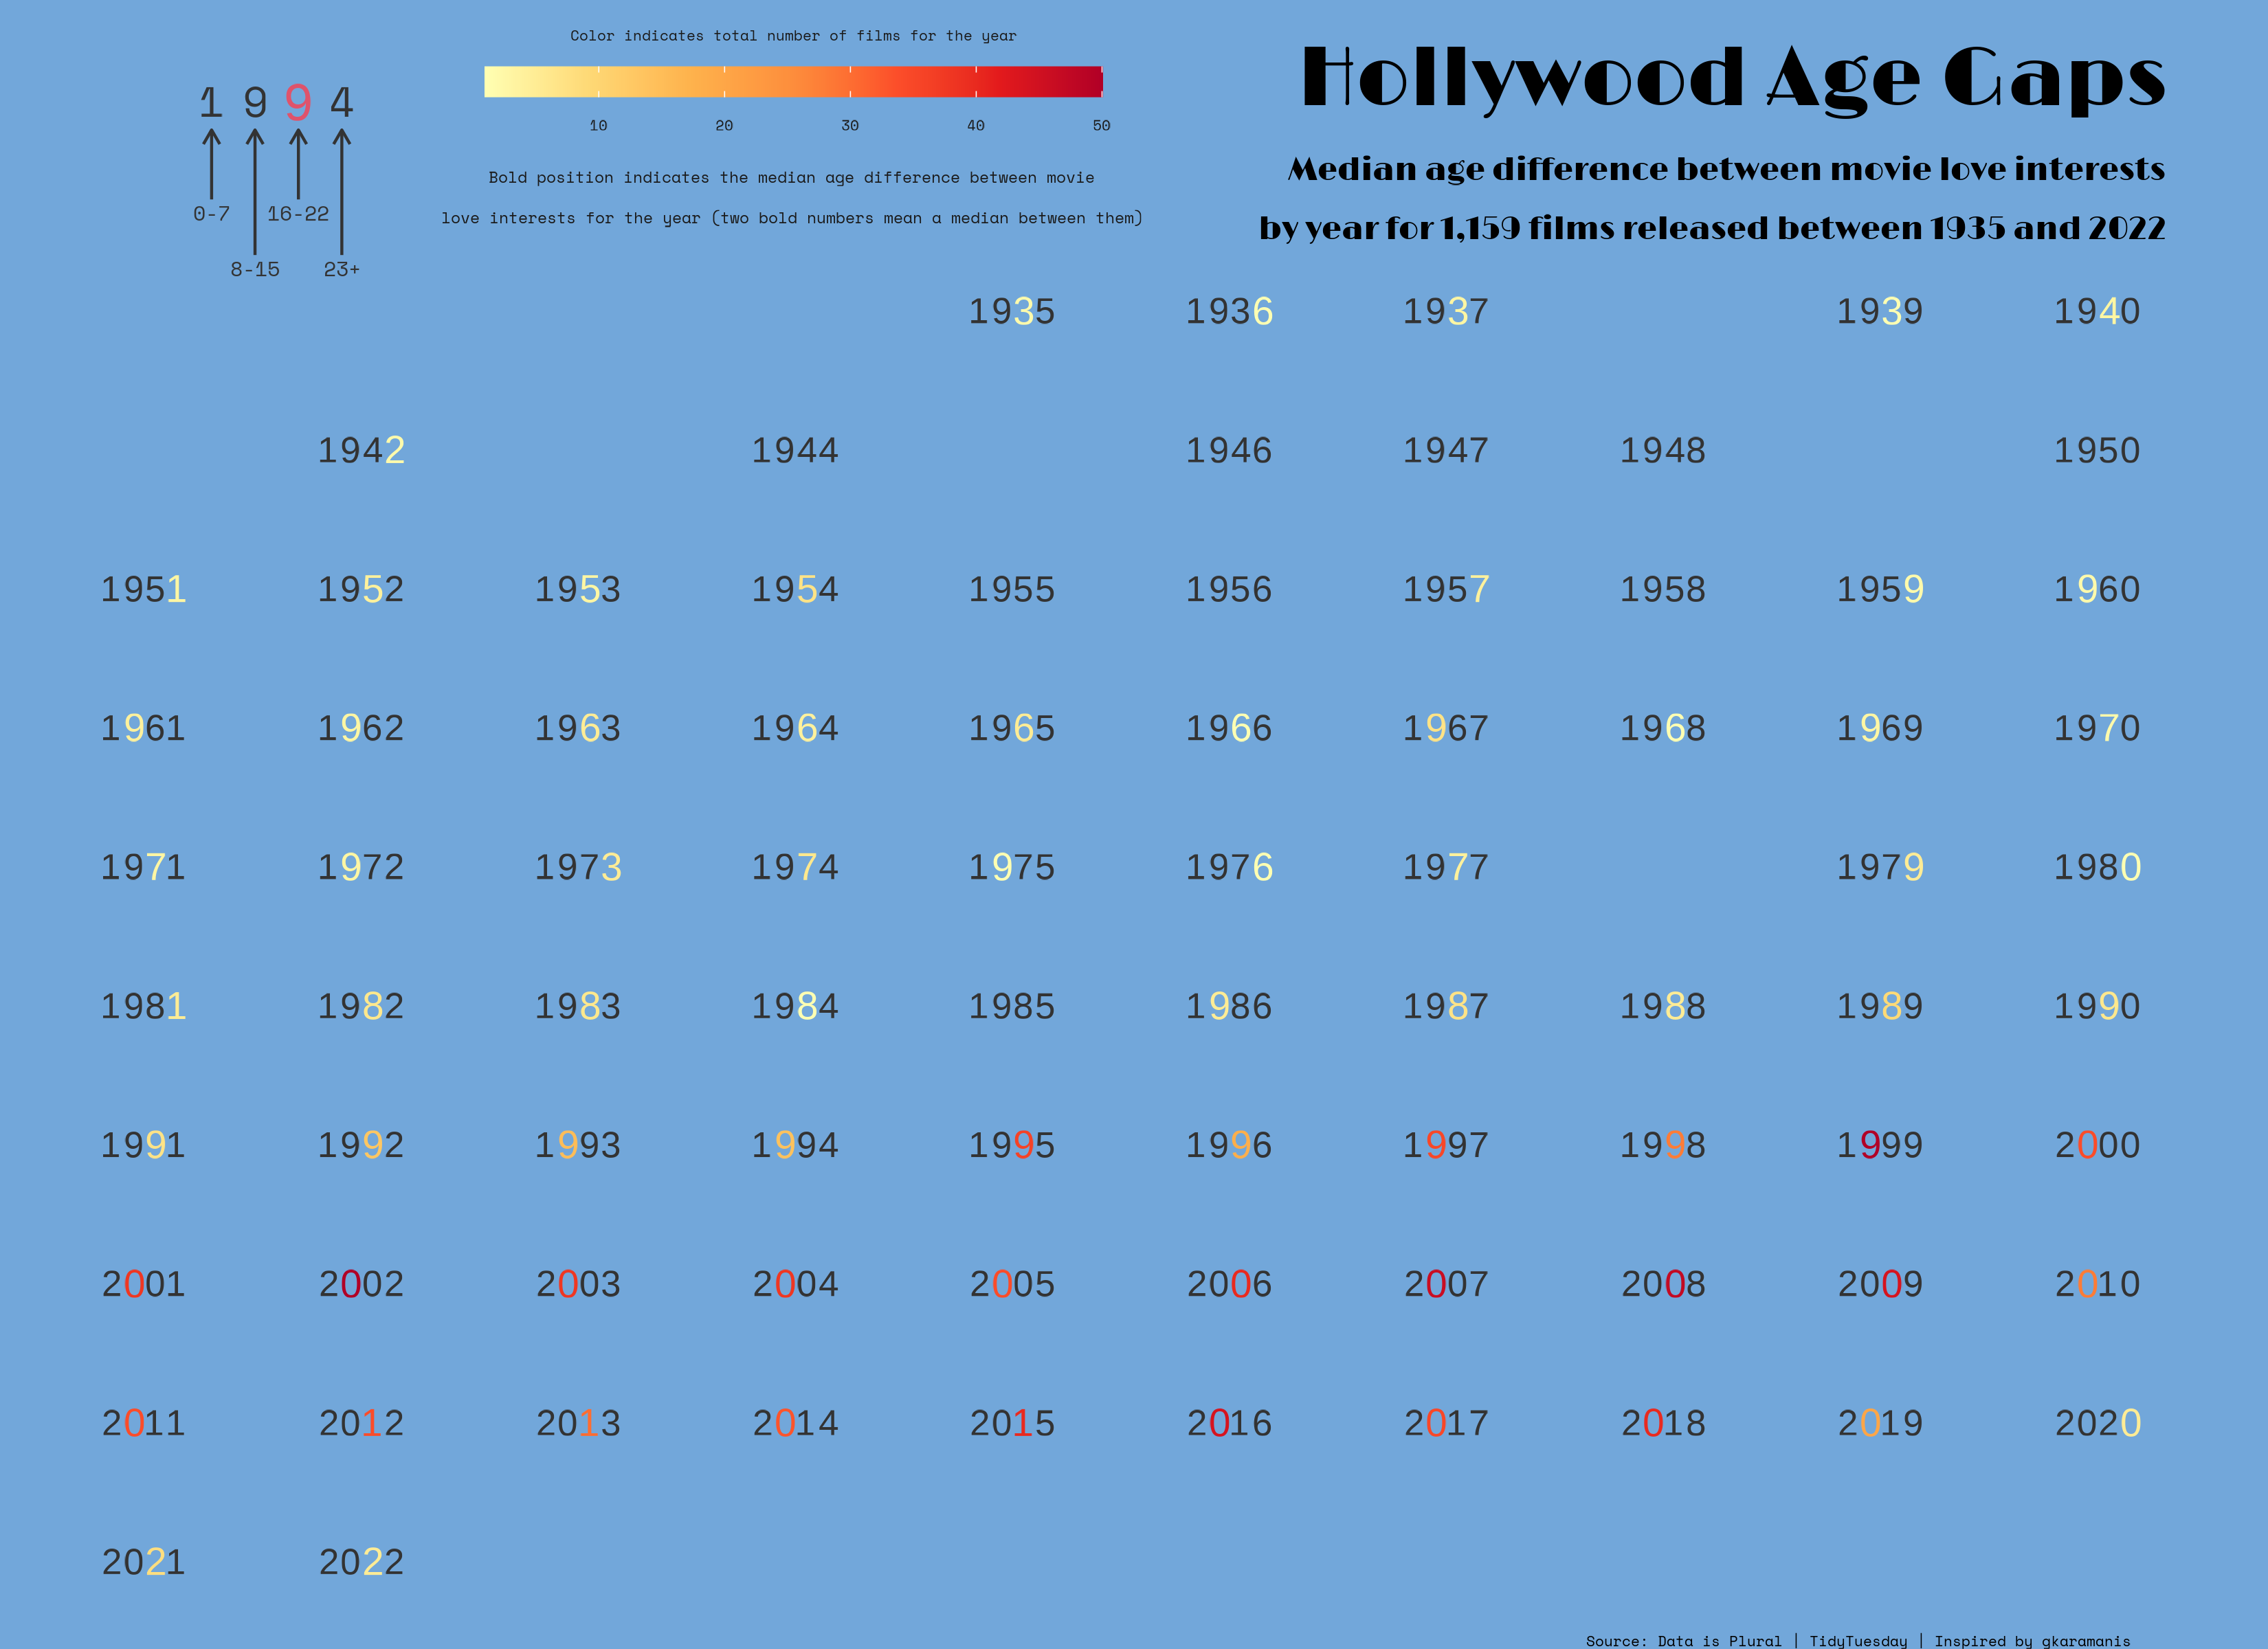 Color indicates total number of films for the year
Hollywood Age Gaps
1 9 9 4
10 20 30 40 50
Median age difference between movie love interests
Bold position indicates the median age difference between movie
0-7 16-22
love interests for the year (two bold numbers mean a median between them)
by year for 1,159 films released between 1935 and 2022
8-15 23+
1935 1936 1937 1939 1940
1942 1944 1946 1947 1948 1950
1951 1952 1953 1954 1955 1956 1957 1958 1959 1960
1961 1962 1963 1964 1965 1966 1967 1968 1969 1970
1971 1972 1973 1974 1975 1976 1977 1979 1980
1981 1982 1983 1984 1985 1986 1987 1988 1989 1990
1991 1992 1993 1994 1995 1996 1997 1998 1999 2000
2001 2002 2003 2004 2005 2006 2007 2008 2009 2010
2011 2012 2013 2014 2015 2016 2017 2018 2019 2020
2021 2022
Source: Data is Plural | TidyTuesday | Inspired by gkaramanis